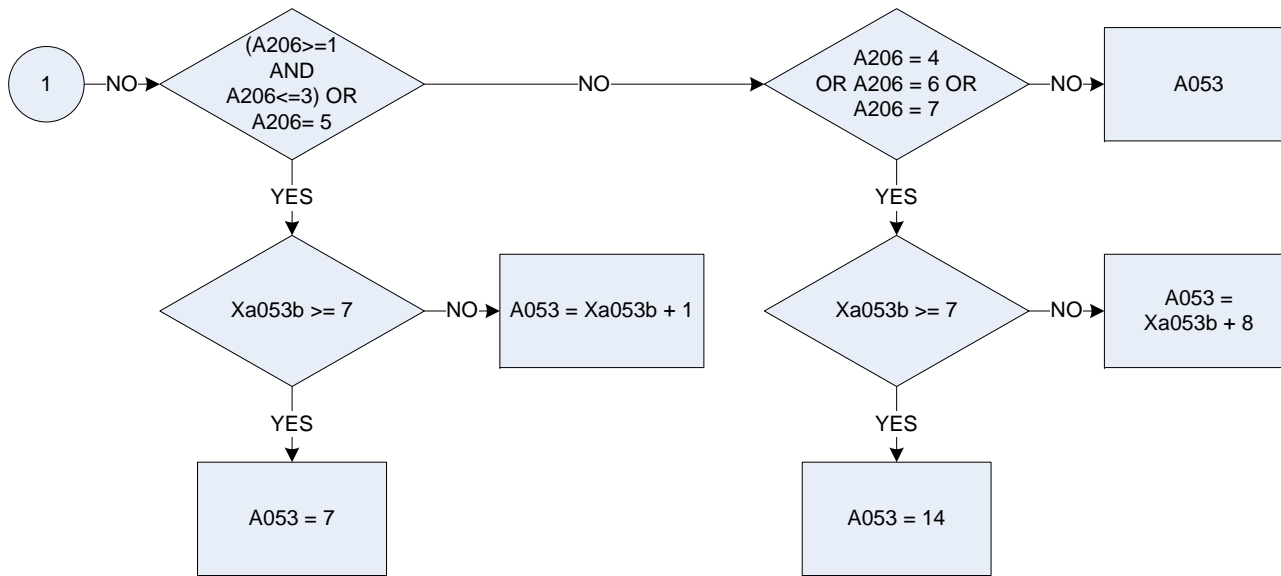 1
NO
(A206>=1
AND
A206<=3) OR
A206= 5
NO
A206 = 4
OR A206 = 6 OR
A206 = 7
NO
A053
YES
YES
Xa053b >= 7
NO
A053 = Xa053b + 1
Xa053b >= 7
NO
A053 =
Xa053b + 8
YES
YES
A053 = 7
A053 = 14